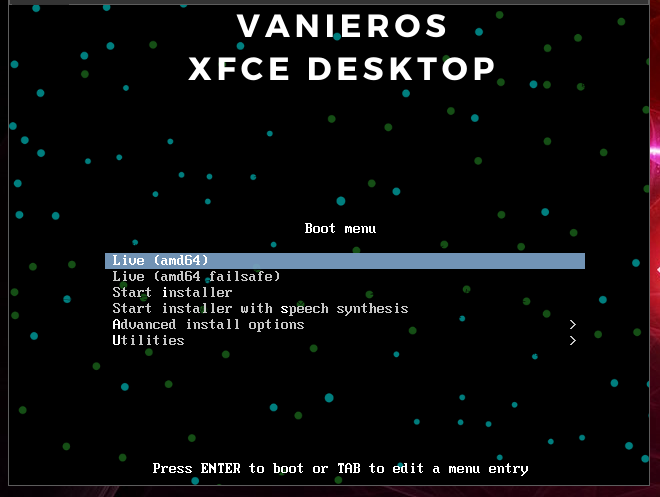 VANIEROS
XFCE DESKTOP
Boot menu
Live (amd64)
Live (amd64 failsafe)
Start installer
Start installer with speech synthesis
Advanced install options >
Utilities >
Press ENTER to boot or TAB to edit a menu entry